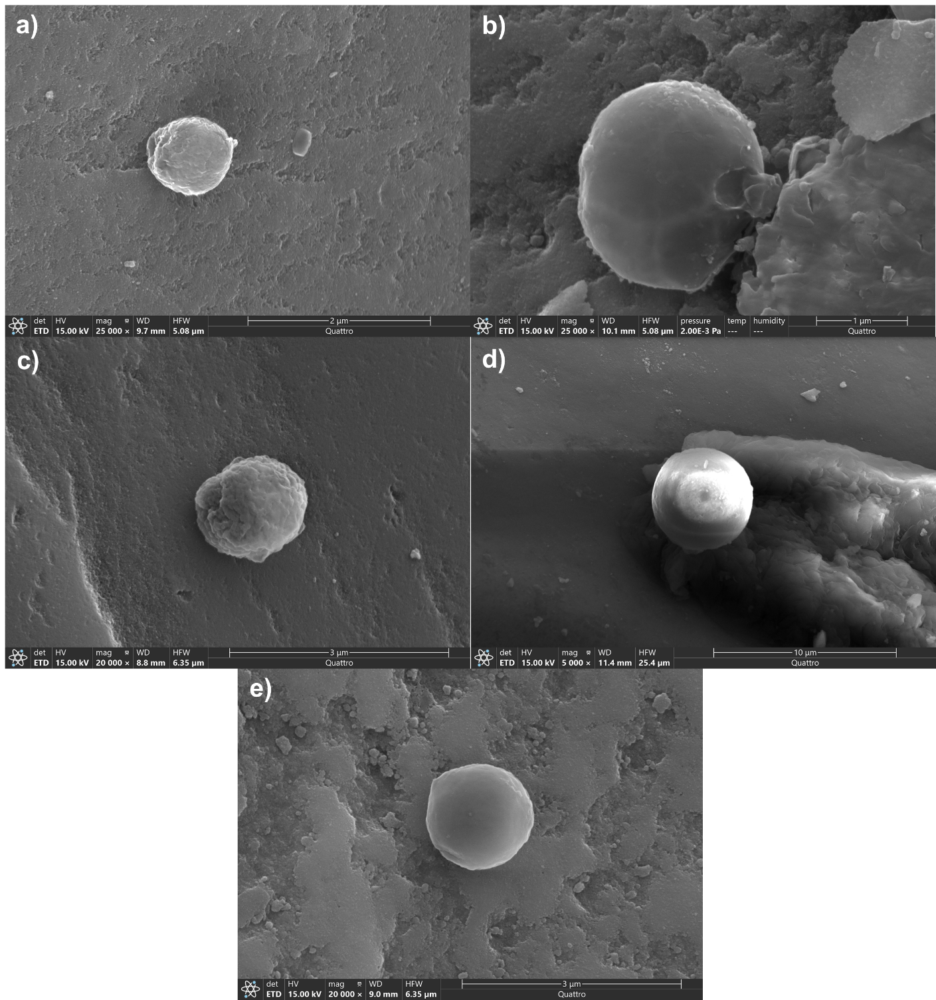 a)
det HV mag WD HFW 2 µm
ETD 15.00 kV 25 000 × 9.7 mm 5.08 µm Quattro
b)
det HV mag WD HFW pressure temp humidity 1 µm
ETD 15.00 kV 25 000 × 10.1 mm 5.08 µm 2.00E-3 Pa --- --- Quattro
c)
det HV mag WD HFW 3 µm
ETD 15.00 kV 20 000 × 8.8 mm 6.35 µm Quattro
d)
det HV mag WD HFW 10 µm
ETD 15.00 kV 5 000 × 11.4 mm 25.4 µm Quattro
e)
det HV mag WD HFW 3 µm
ETD 15.00 kV 20 000 × 9.0 mm 6.35 µm Quattro